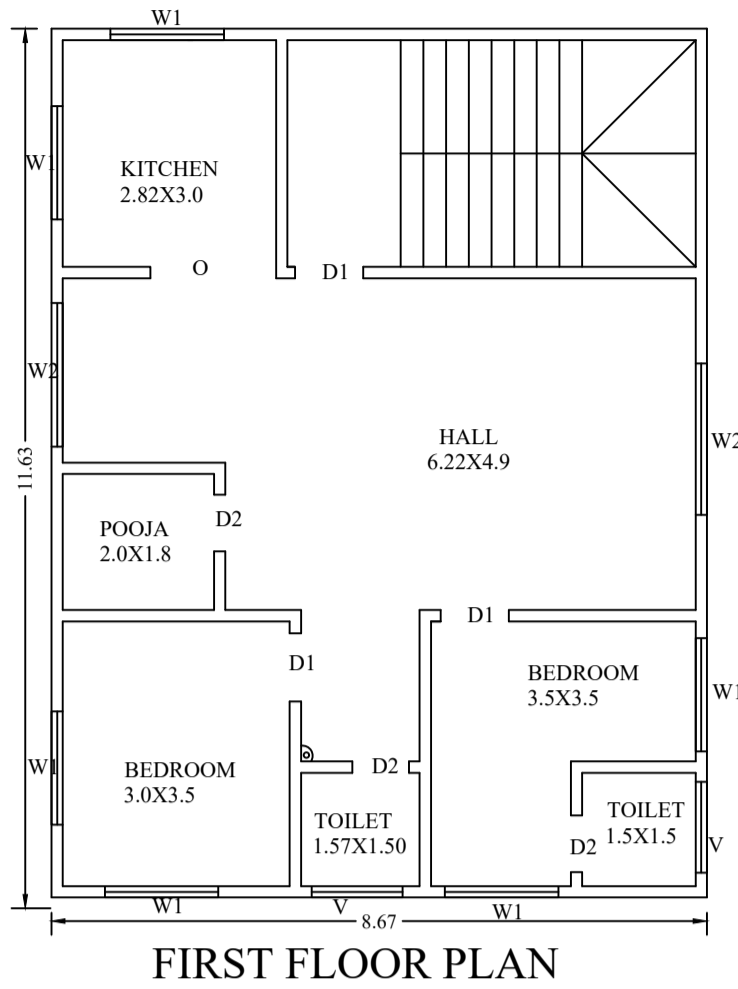 W1
W1
KITCHEN
2.82X3.0
O
D1
W2
HALL
6.22X4.9
W2
11.63
POOJA
2.0X1.8
D2
D1
D1
BEDROOM
3.5X3.5
W1
W1
BEDROOM
3.0X3.5
D2
TOILET
1.57X1.50
TOILET
1.5X1.5
D2
V
W1
V
W1
8.67
FIRST FLOOR PLAN